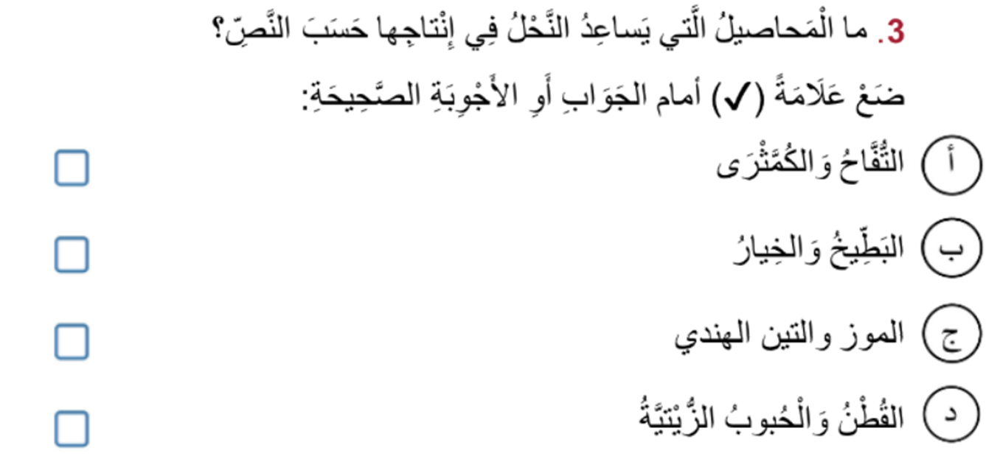 3. ما الْمَحاصيلُ الَّتي يَساعِدُ النَّحْلُ فِي إِنْتاجِها حَسَبَ النَّصِّ؟
ضَعْ عَلَامَةً (✓) أمام الجَوَابِ أَوِ الأَجْوِبَةِ الصَّحِيحَةِ:
أ التُّفَّاحُ وَالكُمَّثْرَى
ب البَطِّيخُ وَالخِيارُ
ج الموز والتين الهندي
د القُطْنُ وَالْحُبوبُ الزَّيْتيَّةُ